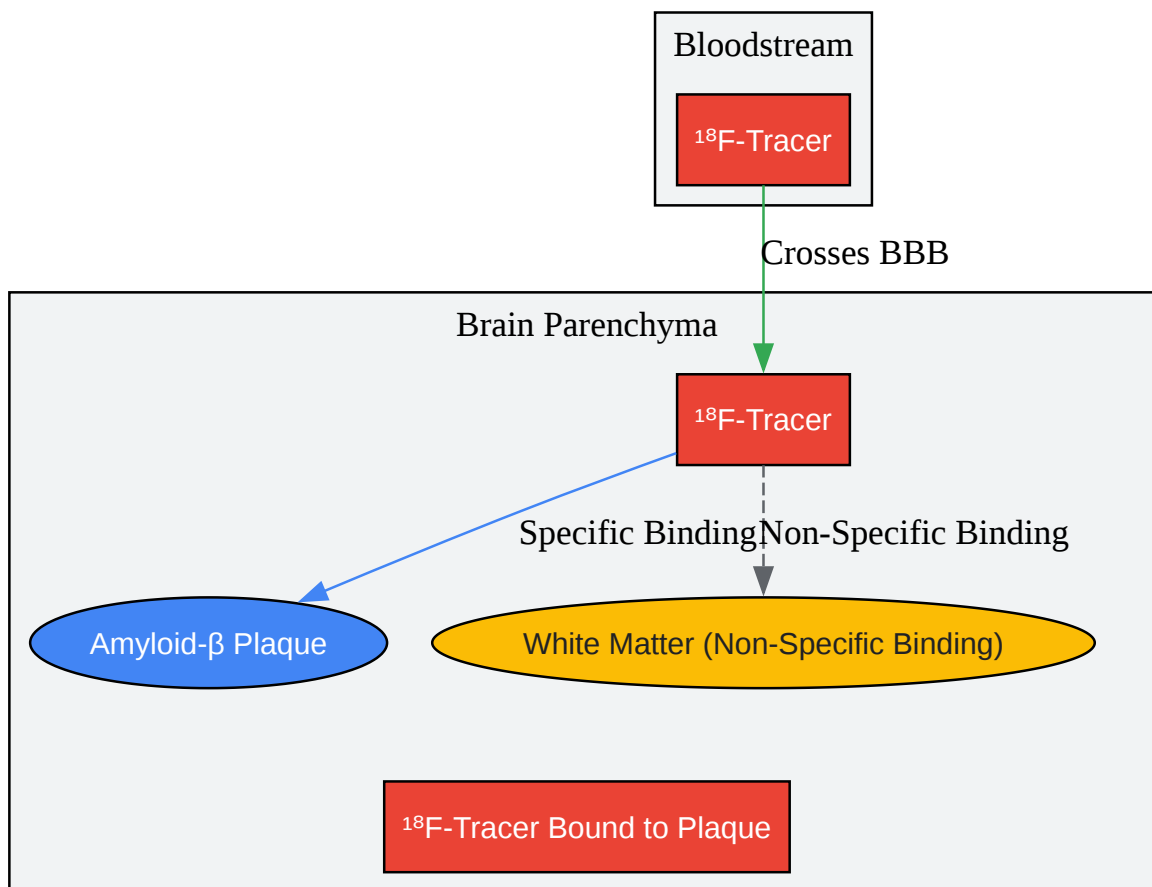 Bloodstream
¹⁸F-Tracer
Crosses BBB
Brain Parenchyma
¹⁸F-Tracer
Specific Binding
Non-Specific Binding
Amyloid-β Plaque
White Matter (Non-Specific Binding)
¹⁸F-Tracer Bound to Plaque